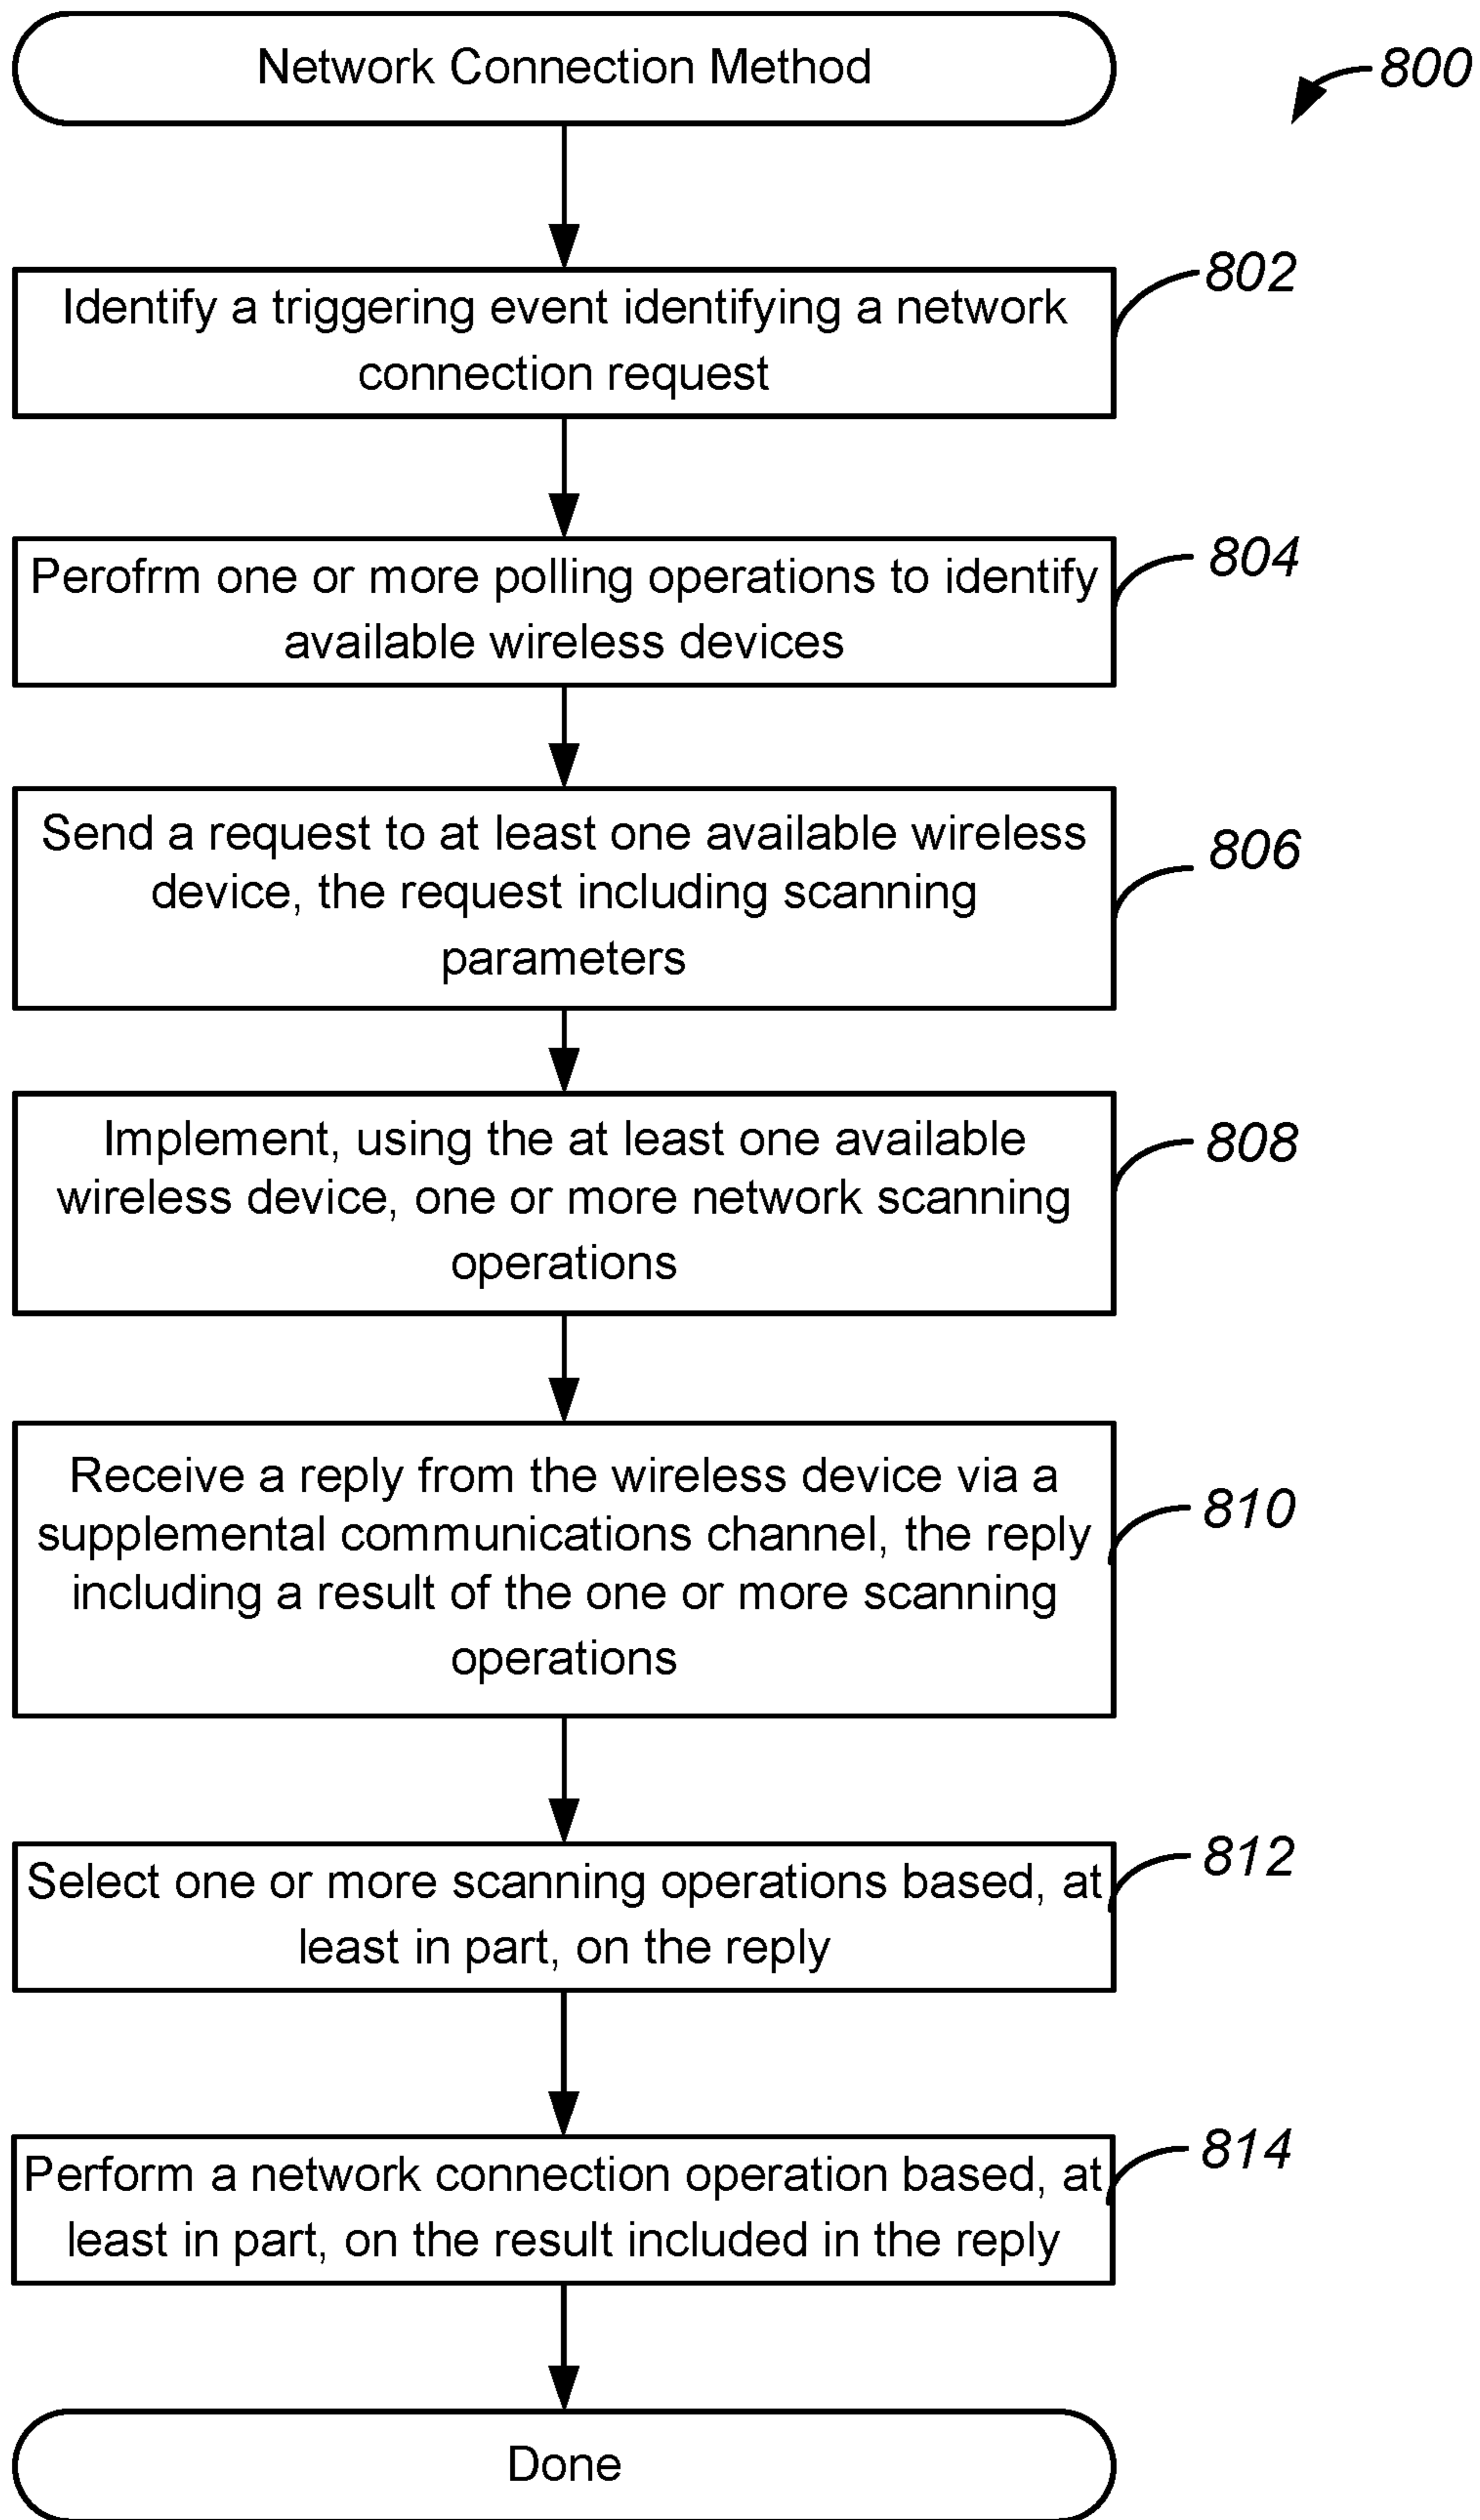 Network Connection Method
800
Identify a triggering event identifying a network
connection request
802
Perofrm one or more polling operations to identify
available wireless devices
804
Send a request to at least one available wireless
device, the request including scanning
parameters
806
Implement, using the at least one available
wireless device, one or more network scanning
operations
808
Receive a reply from the wireless device via a
supplemental communications channel, the reply
including a result of the one or more scanning
operations
810
Select one or more scanning operations based, at
least in part, on the reply
812
Perform a network connection operation based, at
least in part, on the result included in the reply
814
Done